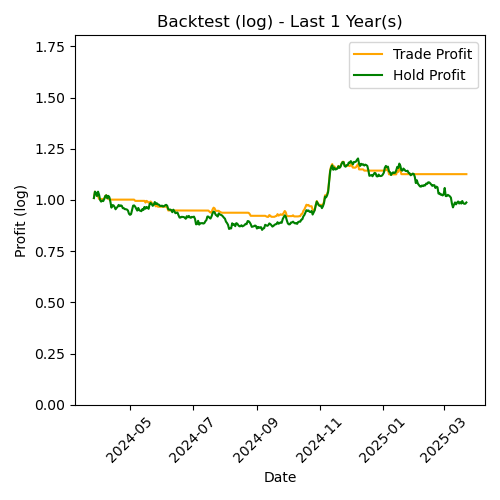 Backtest (log) - Last 1 Year(s)
Trade Profit
Hold Profit
1.75
1.50
1.25
1.00
0.75
0.50
0.25
0.00
Profit (log)
2024-05
2024-07
2024-09
2024-11
2025-01
2025-03
Date